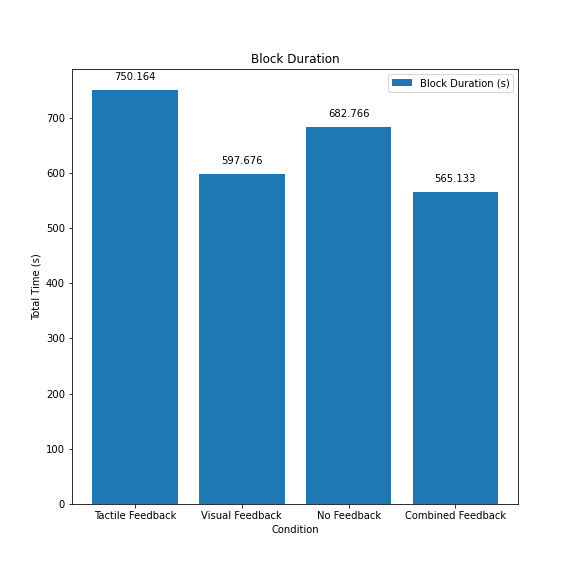 Block Duration
Block Duration (s)
750.164
597.676
682.766
565.133
Total Time (s)
700
600
500
400
300
200
100
0
Tactile Feedback
Visual Feedback
No Feedback
Combined Feedback
Condition